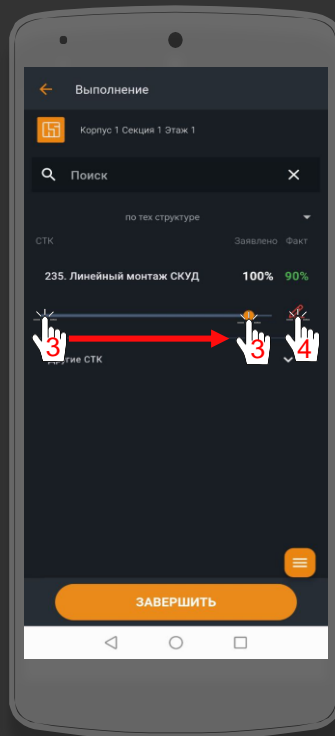 Выполнение
Корпус 1 Секция 1 Этаж 1
Поиск
по тех структуре
СТК Заявлено Факт
235. Линейный монтаж СКУД 100% 90%
3 3 4
Другие СТК
ЗАВЕРШИТЬ